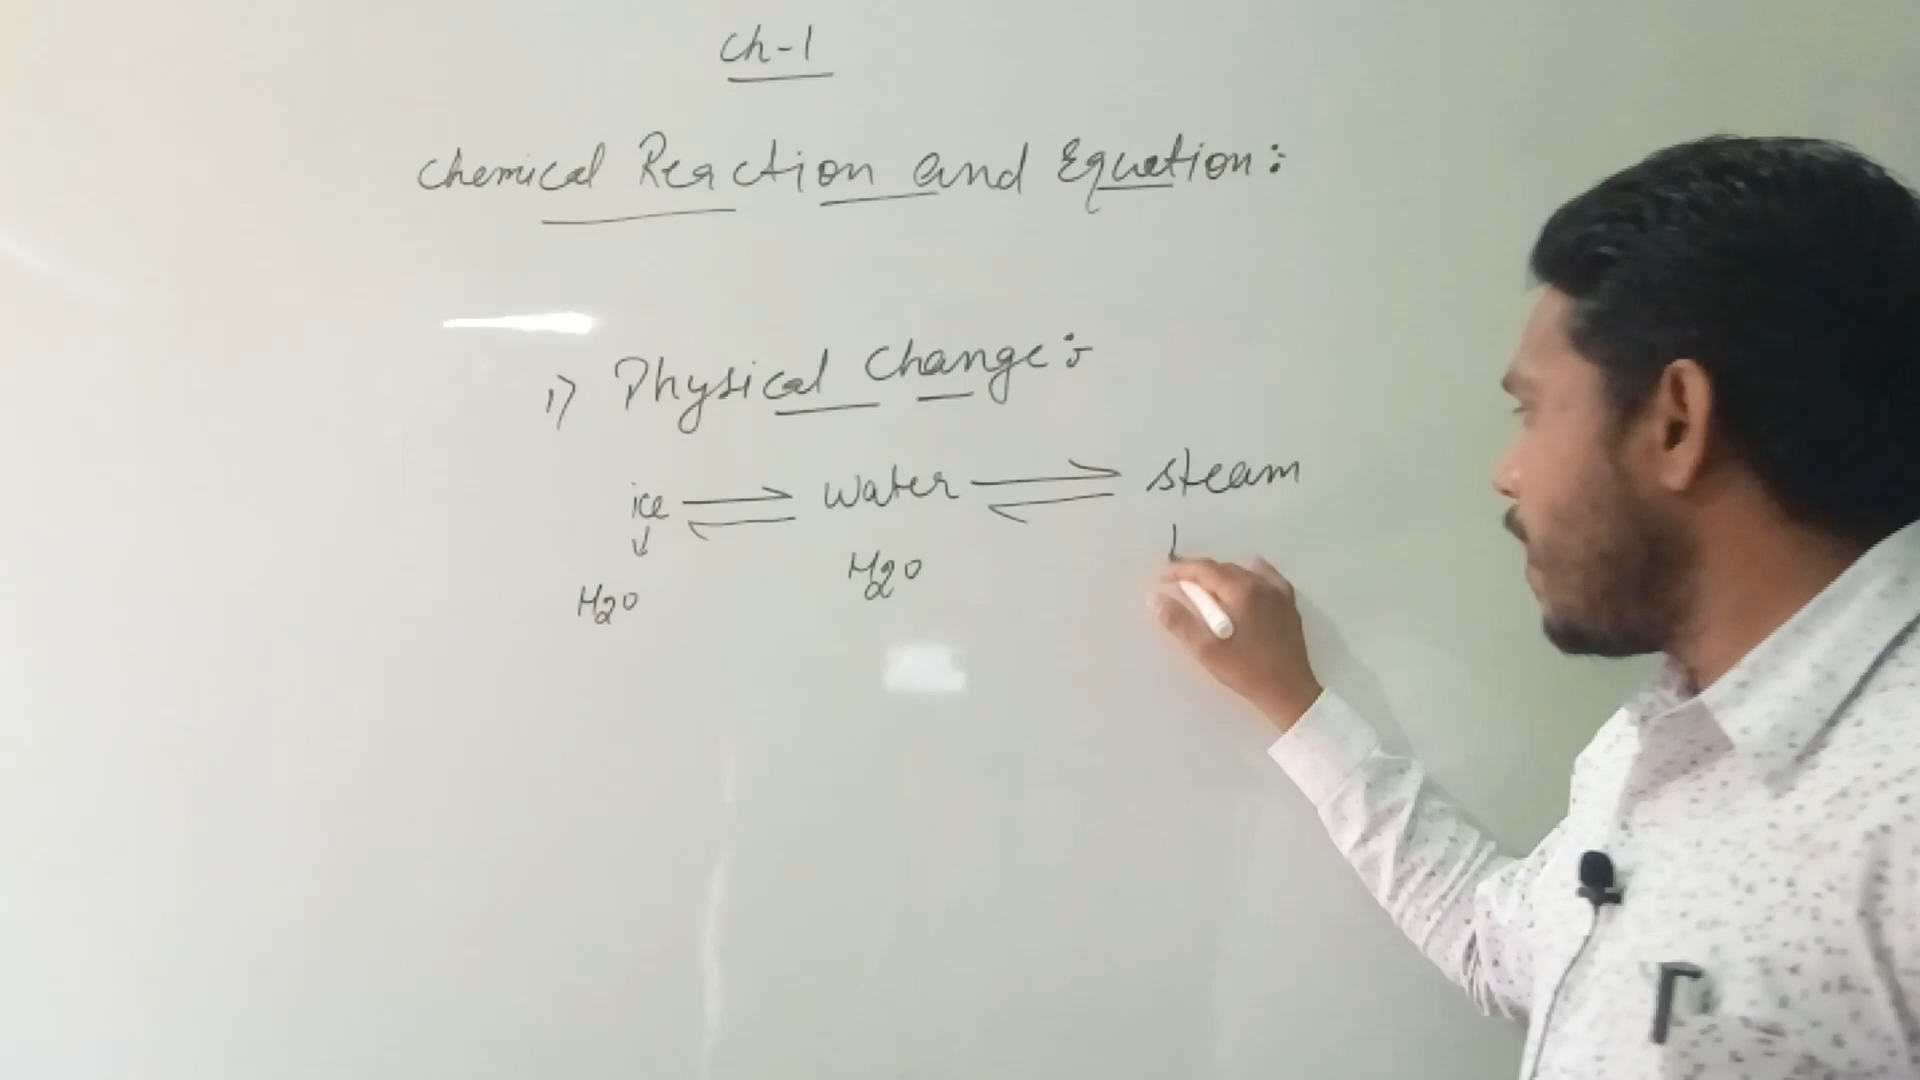 Ch-1
Chemical Reaction and Equation:
1) Physical Change:-
ice ⇌ water ⇌ steam
↓
H2O H2O